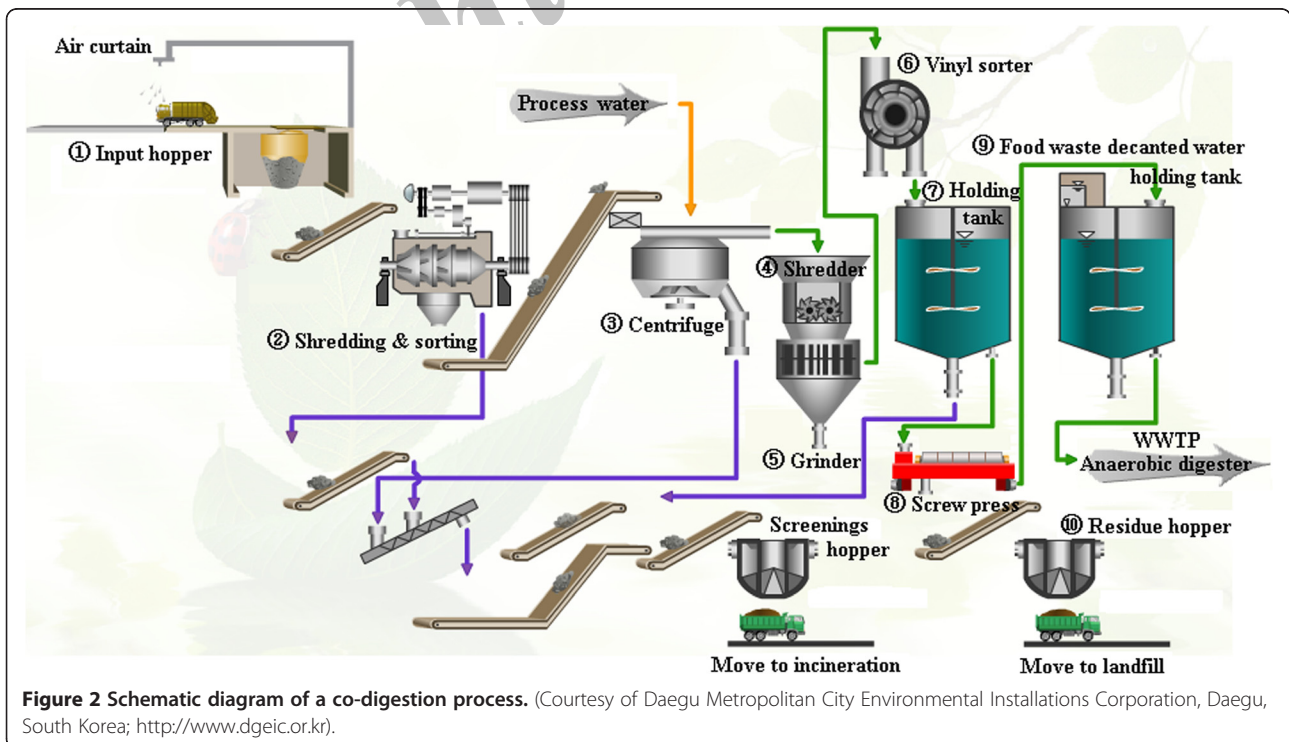 Air curtain
① Input hopper
Process water
⑥ Vinyl sorter
⑨ Food waste decanted water
holding tank
⑦ Holding
tank
④ Shredder
③ Centrifuge
② Shredding & sorting
⑤ Grinder
WWTP
Anaerobic digester
⑧ Screw press
Screenings
hopper
⑩ Residue hopper
Move to incineration
Move to landfill
Figure 2 Schematic diagram of a co-digestion process. (Courtesy of Daegu Metropolitan City Environmental Installations Corporation, Daegu,
South Korea; http://www.dgeic.or.kr).